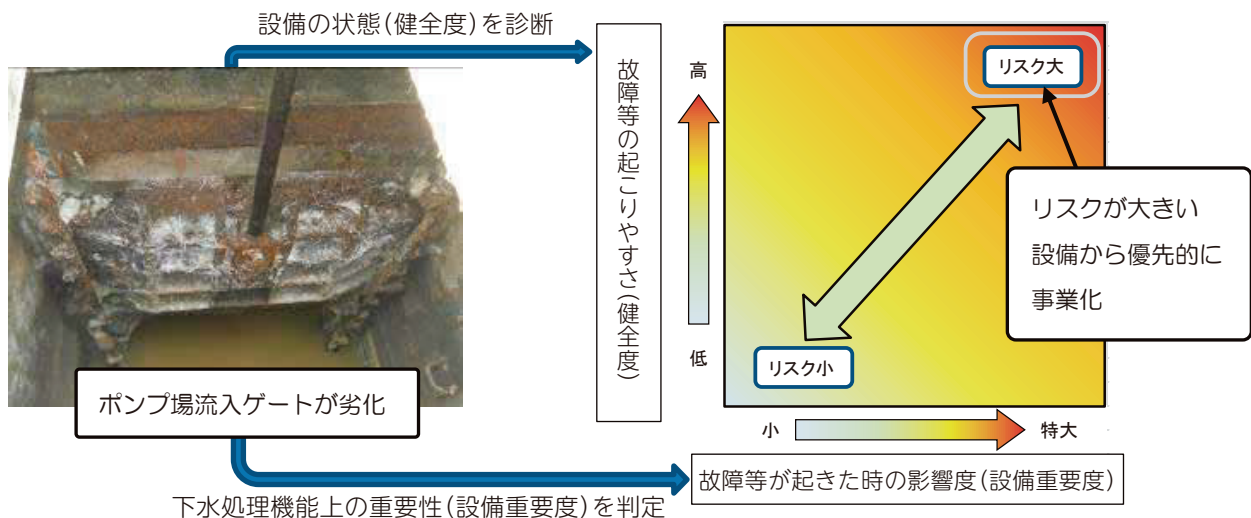 設備の状態(健全度)を診断
故障等の起こりやすさ(健全度)
高
低
リスク大
リスクが大きい
設備から優先的に
事業化
リスク小
ポンプ場流入ゲートが劣化
小
特大
故障等が起きた時の影響度(設備重要度)
下水処理機能上の重要性(設備重要度)を判定